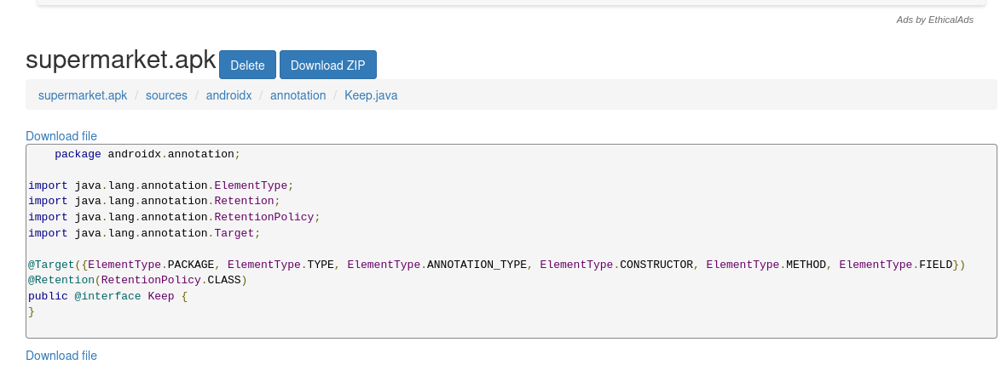 Ads by EthicalAds
supermarket.apk Delete Download ZIP
supermarket.apk / sources / androidx / annotation / Keep.java
Download file
package androidx.annotation;
import java.lang.annotation.ElementType;
import java.lang.annotation.Retention;
import java.lang.annotation.RetentionPolicy;
import java.lang.annotation.Target;
@Target({ElementType.PACKAGE, ElementType.TYPE, ElementType.ANNOTATION_TYPE, ElementType.CONSTRUCTOR, ElementType.METHOD, ElementType.FIELD})
@Retention(RetentionPolicy.CLASS)
public @interface Keep {
}
Download file